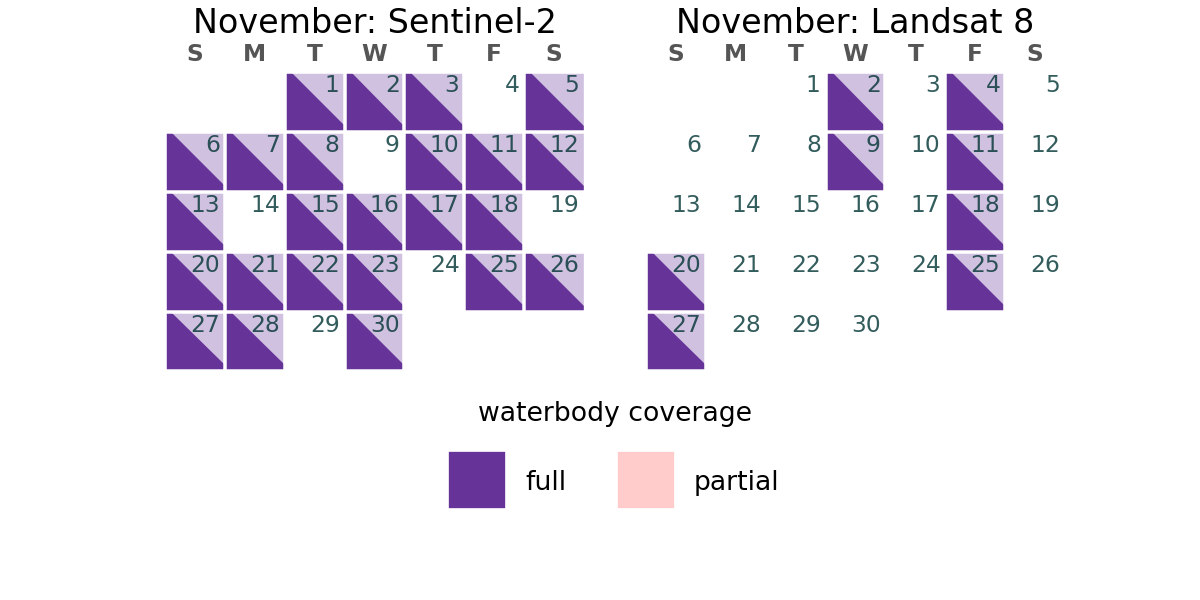 November: Sentinel-2
S M T W T F S
1 2 3 4 5
6 7 8 9 10 11 12
13 14 15 16 17 18 19
20 21 22 23 24 25 26
27 28 29 30
November: Landsat 8
S M T W T F S
1 2 3 4 5
6 7 8 9 10 11 12
13 14 15 16 17 18 19
20 21 22 23 24 25 26
27 28 29 30
waterbody coverage
full
partial